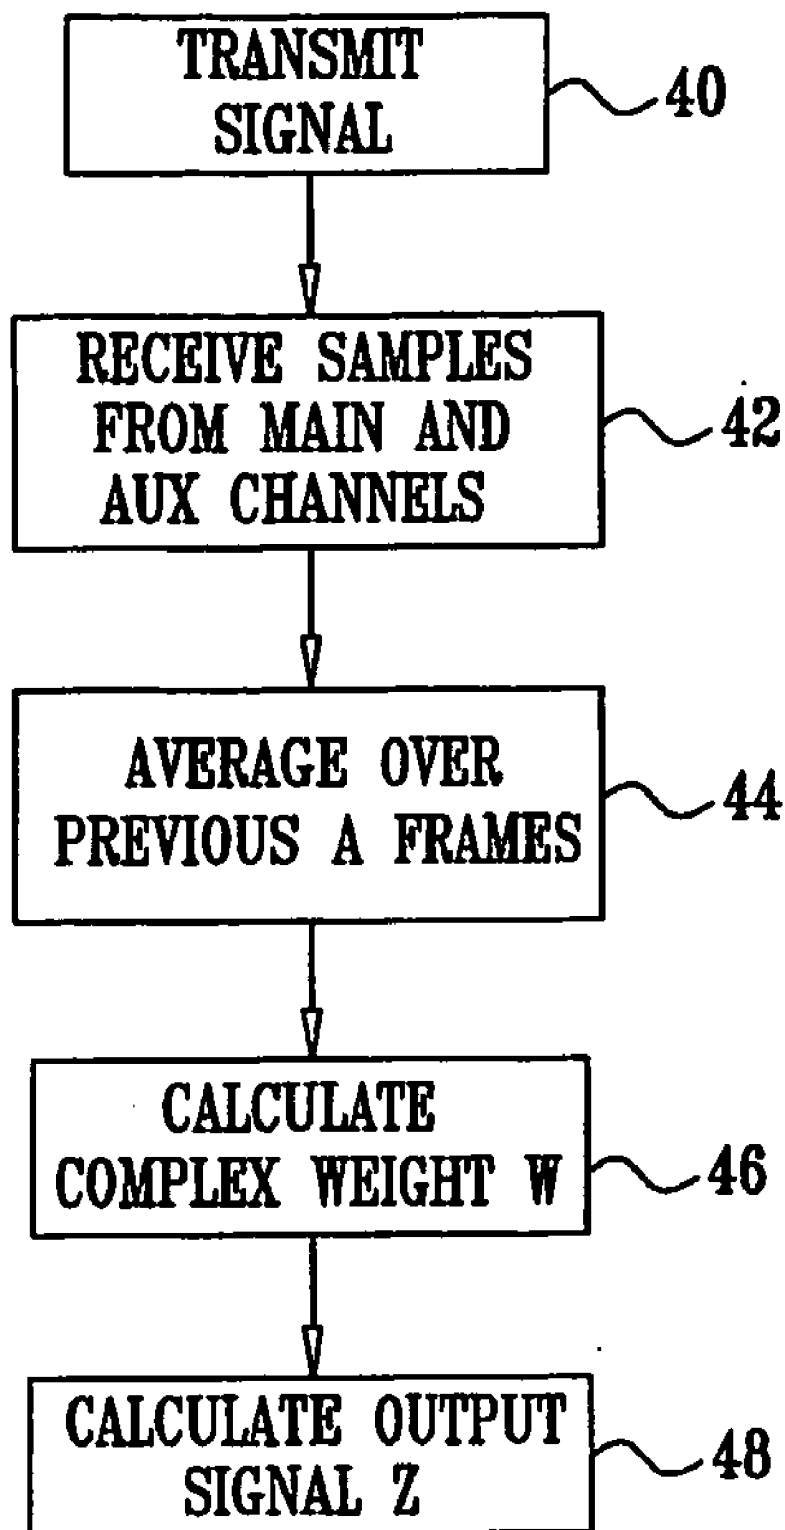 TRANSMIT
SIGNAL
40
RECEIVE SAMPLES
FROM MAIN AND
AUX CHANNELS
42
AVERAGE OVER
PREVIOUS A FRAMES
44
CALCULATE
COMPLEX WEIGHT W
46
CALCULATE OUTPUT
SIGNAL Z
48